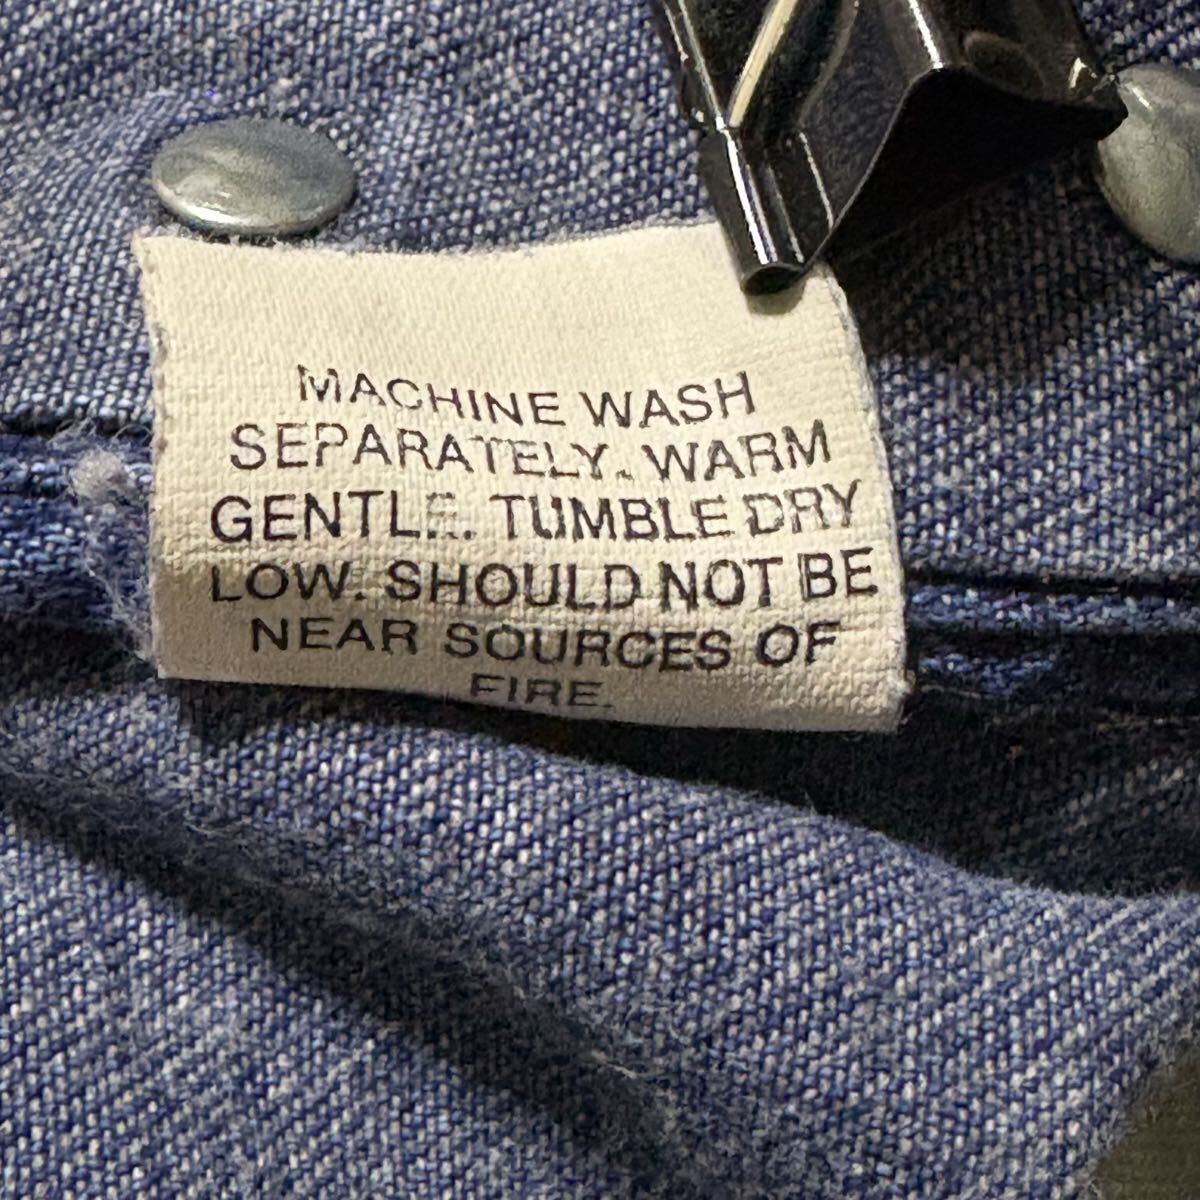 MACHINE WASH
SEPARATELY. WARM
GENTLE. TUMBLE DRY
LOW. SHOULD NOT BE
NEAR SOURCES OF
FIRE.